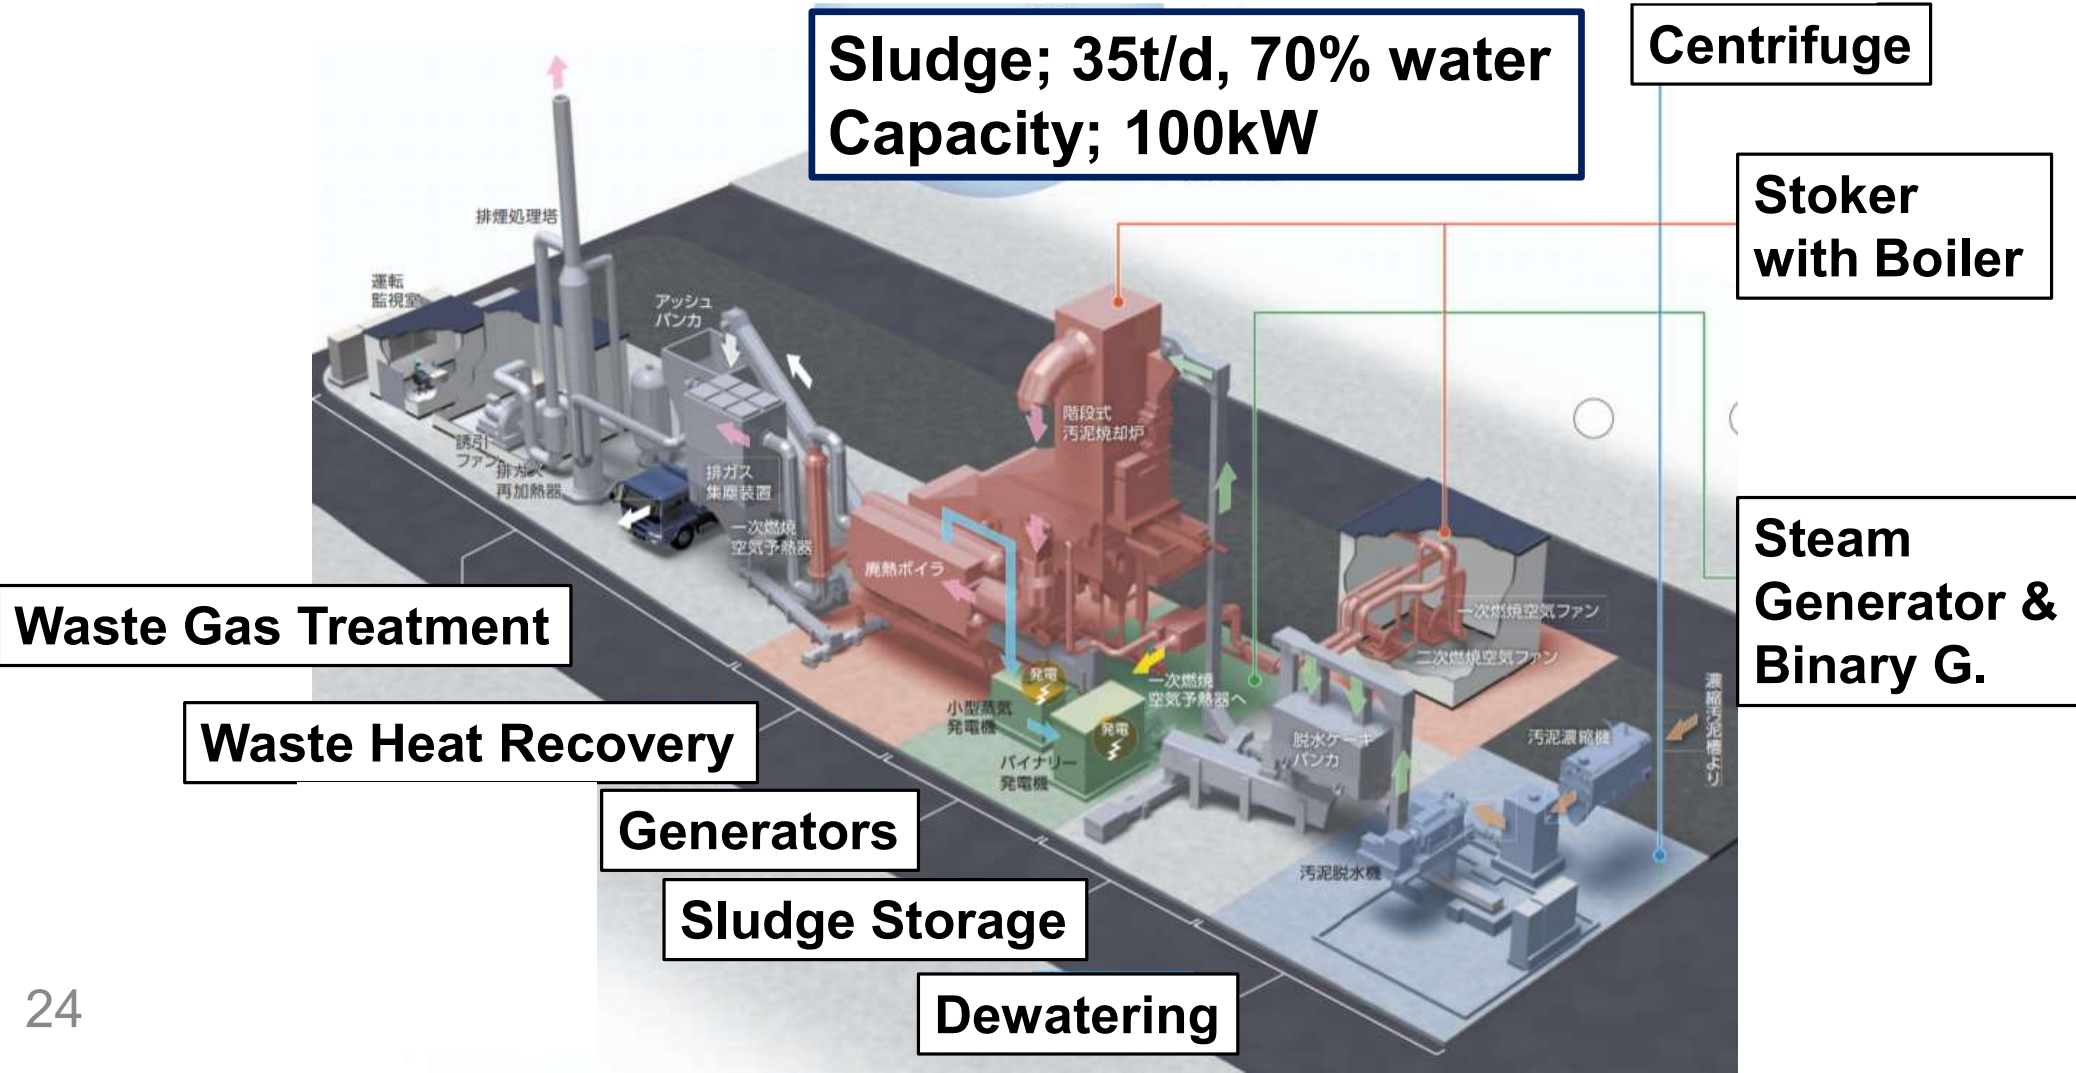 Sludge; 35t/d, 70% water
Capacity; 100kW
Centrifuge
Stoker
with Boiler
Steam
Generator &
Binary G.
排煙処理塔
運転
監視室
アッシュ
バンカ
誘引
ファン
排ガス
再加熱器
排ガス
集塵装置
一次燃焼
空気予熱器
階段式
汚泥焼却炉
廃熱ボイラ
発電
発電
小型蒸気
発電機
バイナリー
発電機
一次燃焼
空気予熱器へ
一次燃焼空気ファン
二次燃焼空気ファン
脱水ケーキ
バンカ
汚泥濃縮機
濃縮汚泥槽より
汚泥脱水機
Waste Gas Treatment
Waste Heat Recovery
Generators
Sludge Storage
Dewatering
24